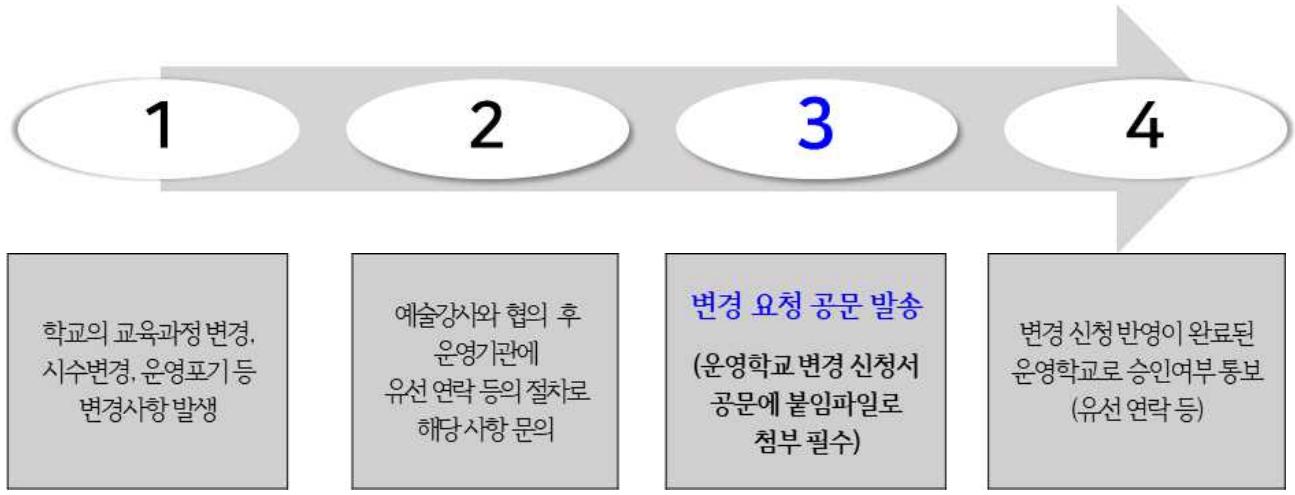 1
2
3
4
학교의 교육과정 변경,
시수변경, 운영포기 등
변경사항 발생
예술강사와 협의 후
운영기관에
유선 연락 등의 절차로
해당 사항 문의
변경 요청 공문 발송
(운영학교 변경 신청서
공문에 붙임파일로
첨부 필수)
변경 신청 반영이 완료된
운영학교로 승인여부 통보
(유선 연락 등)